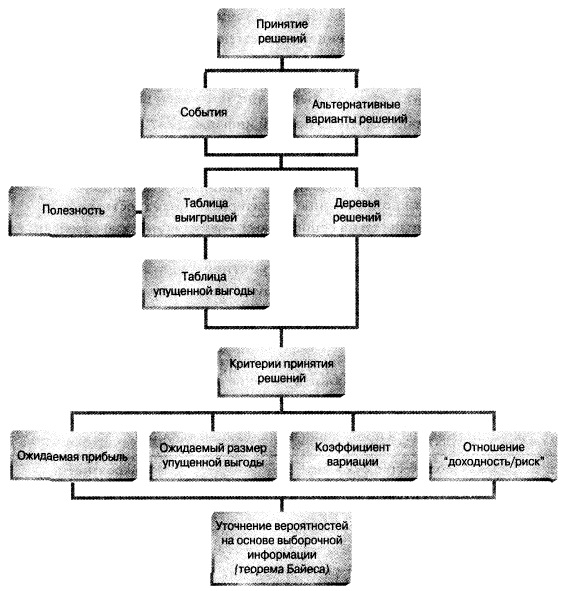 Принятие
решений
События
Альтернативные
варианты решений
Полезность
Таблица
выигрышей
Деревья
решений
Таблица
упущенной выгоды
Критерии принятия
решений
Ожидаемая прибыль
Ожидаемый размер
упущенной выгоды
Коэффициент
вариации
Отношение
"доходность/риск"
Уточнение вероятностей
на основе выборочной
информации
(теорема Байеса)